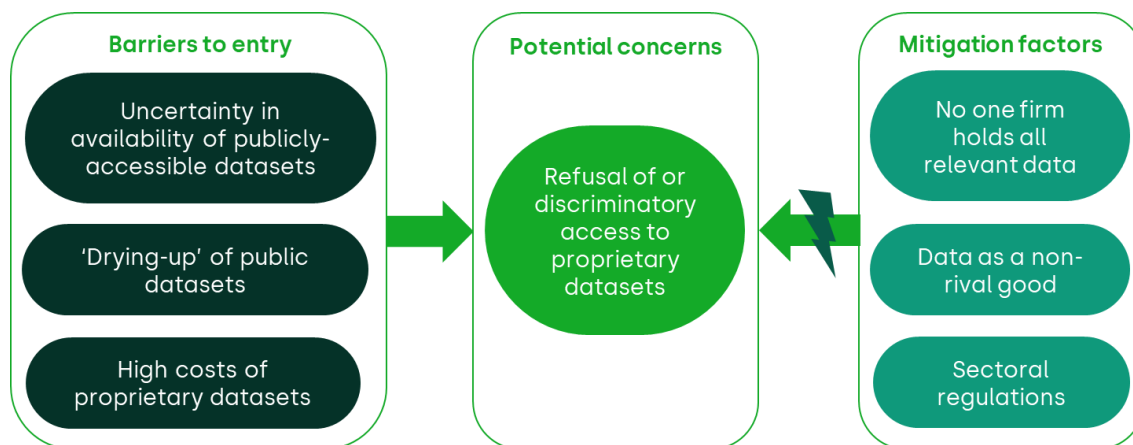 Barriers to entry
Uncertainty in
availability of publicly-
accessible datasets
‘Drying-up’ of public
datasets
High costs of
proprietary datasets
Potential concerns
Refusal of or
discriminatory
access to
proprietary
datasets
Mitigation factors
No one firm
holds all
relevant data
Data as a non-
rival good
Sectoral
regulations